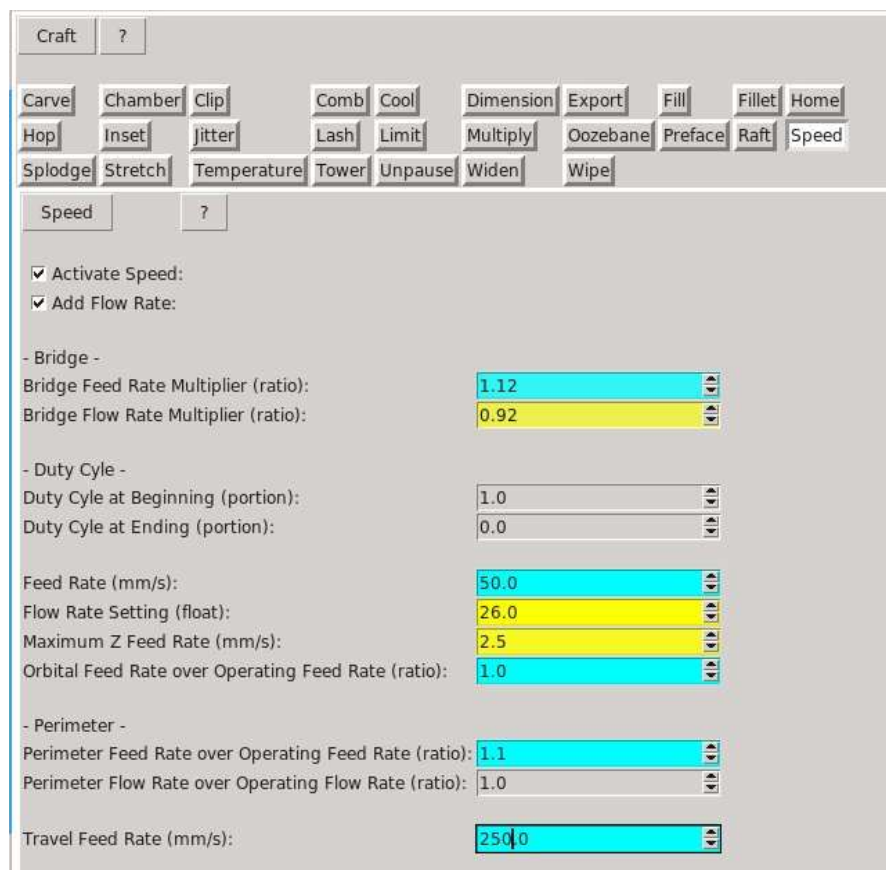 Craft ?
Carve Chamber Clip Comb Cool Dimension Export Fill Fillet Home
Hop Inset Jitter Lash Limit Multiply Oozebane Preface Raft Speed
Splodge Stretch Temperature Tower Unpause Widen Wipe
Speed ?
Activate Speed:
Add Flow Rate:
- Bridge -
Bridge Feed Rate Multiplier (ratio): 1.12
Bridge Flow Rate Multiplier (ratio): 0.92
- Duty Cyle -
Duty Cyle at Beginning (portion): 1.0
Duty Cyle at Ending (portion): 0.0
Feed Rate (mm/s): 50.0
Flow Rate Setting (float): 26.0
Maximum Z Feed Rate (mm/s): 2.5
Orbital Feed Rate over Operating Feed Rate (ratio): 1.0
- Perimeter -
Perimeter Feed Rate over Operating Feed Rate (ratio): 1.1
Perimeter Flow Rate over Operating Flow Rate (ratio): 1.0
Travel Feed Rate (mm/s): 250.0